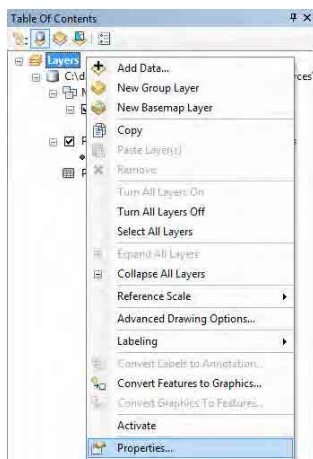 Table Of Contents
Layers
C:\d
ces\
Add Data...
New Group Layer
New Basemap Layer
Copy
Paste Layer(s)
Remove
Turn All Layers On
Turn All Layers Off
Select All Layers
Expand All Layers
Collapse All Layers
Reference Scale
Advanced Drawing Options...
Labeling
Convert Labels to Annotation...
Convert Features to Graphics...
Convert Graphics To Features...
Activate
Properties...